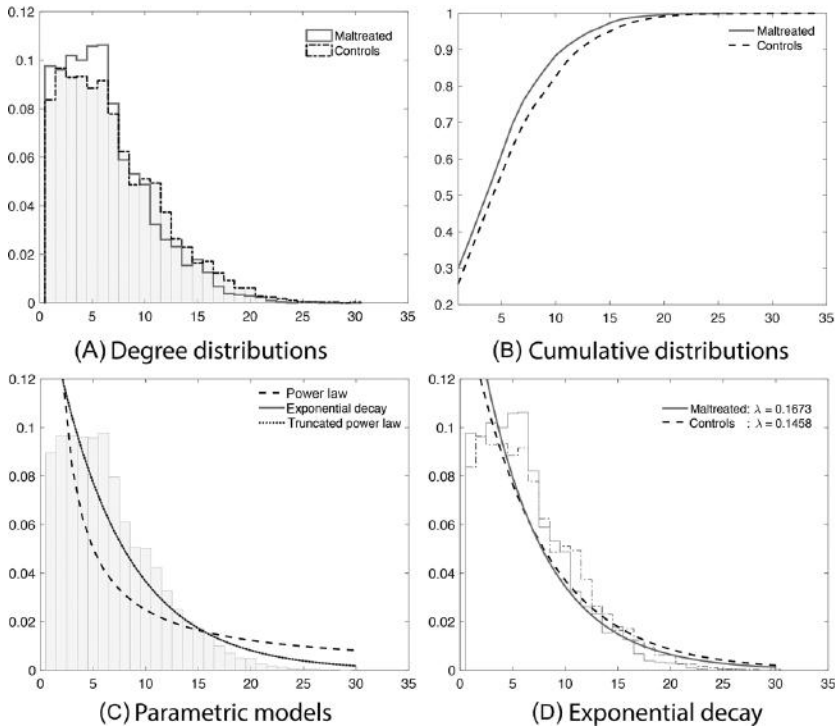 0.12
0.1
0.08
0.06
0.04
0.02
0
Maltreated
Controls
0 5 10 15 20 25 30 35
(A) Degree distributions
1
0.9
0.8
0.7
0.6
0.5
0.4
0.3
0.2
Maltreated
Controls
5 10 15 20 25 30 35
(B) Cumulative distributions
0.12
0.1
0.08
0.06
0.04
0.02
0
Power law
Exponential decay
Truncated power law
0 5 10 15 20 25 30 35
(C) Parametric models
0.12
0.1
0.08
0.06
0.04
0.02
0
Maltreated: λ = 0.1673
Controls : λ = 0.1458
0 5 10 15 20 25 30 35
(D) Exponential decay